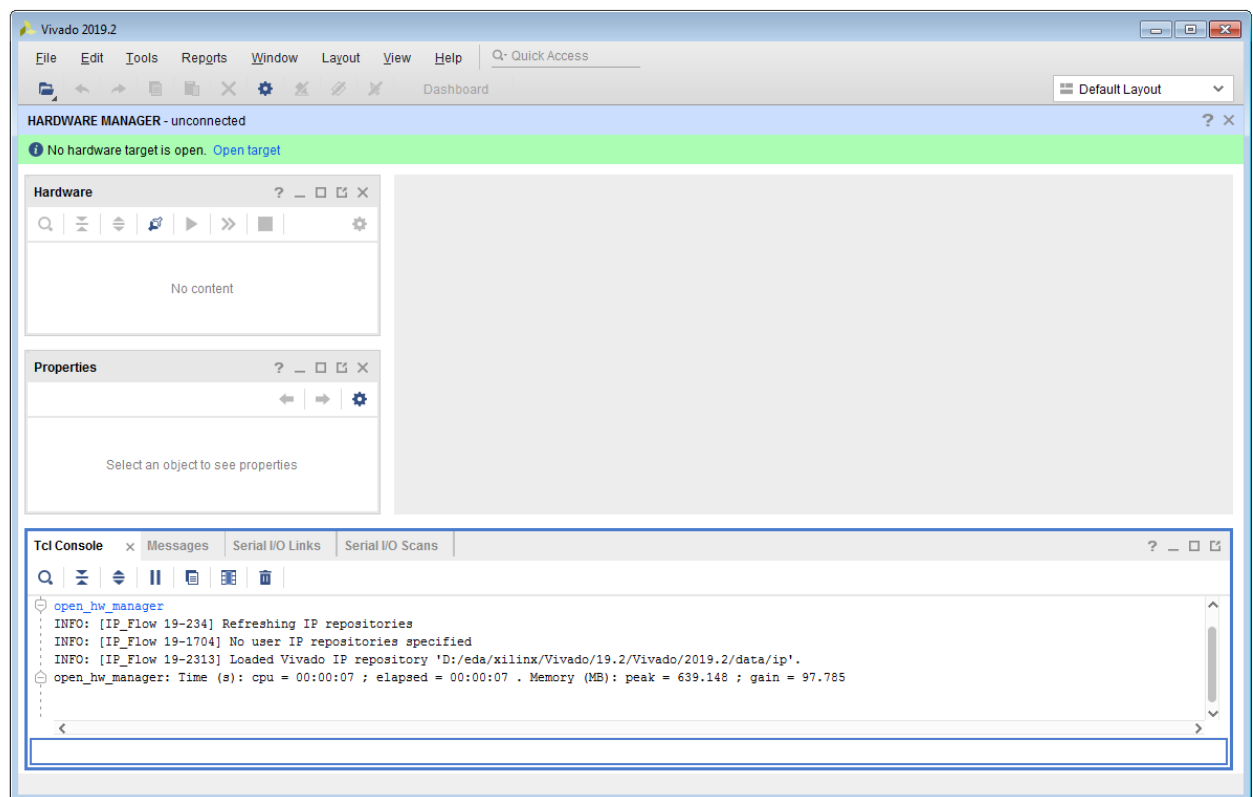 Vivado 2019.2
File Edit Tools Reports Window Layout View Help Q- Quick Access
Dashboard Default Layout
HARDWARE MANAGER - unconnected ?
No hardware target is open. Open target
Hardware ?
No content
Properties ?
Select an object to see properties
Tcl Console Messages Serial I/O Links Serial I/O Scans ?
open_hw_manager
INFO: [IP_Flow 19-234] Refreshing IP repositories
INFO: [IP_Flow 19-1704] No user IP repositories specified
INFO: [IP_Flow 19-2313] Loaded Vivado IP repository 'D:/eda/xilinx/Vivado/19.2/Vivado/2019.2/data/ip'.
open_hw_manager: Time (s): cpu = 00:00:07 ; elapsed = 00:00:07 . Memory (MB): peak = 639.148 ; gain = 97.785